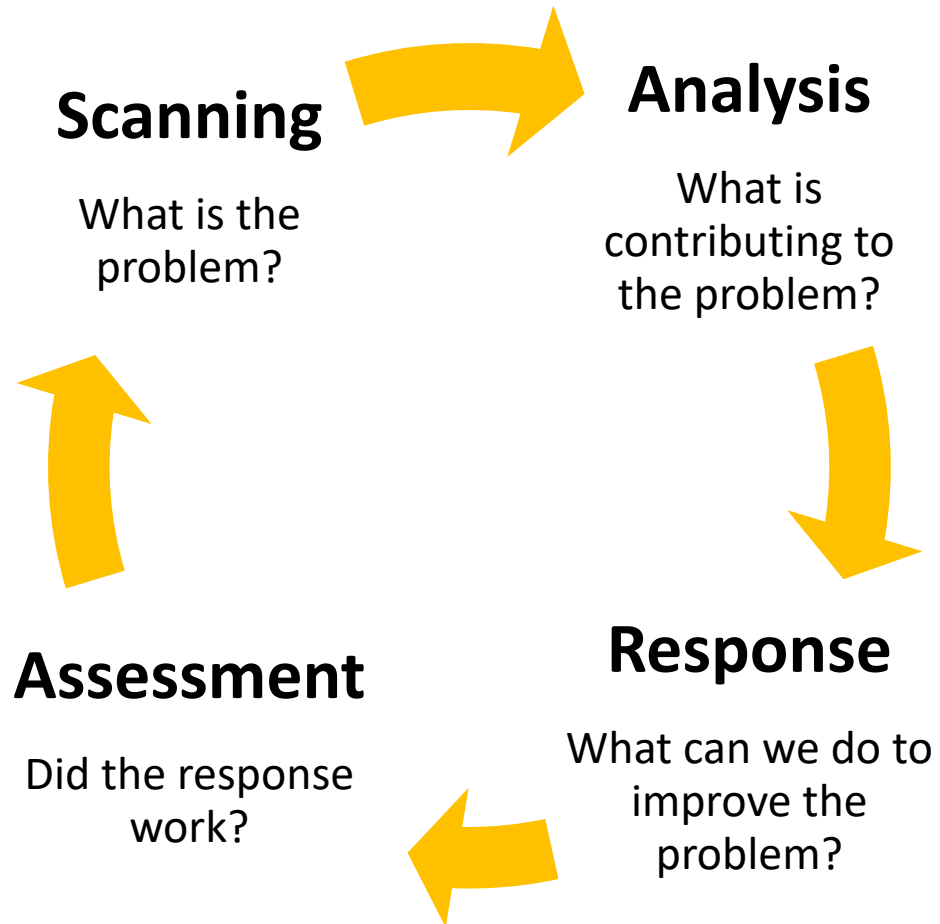 Scanning
What is the
problem?
Analysis
What is
contributing to
the problem?
Response
What can we do to
improve the
problem?
Assessment
Did the response
work?